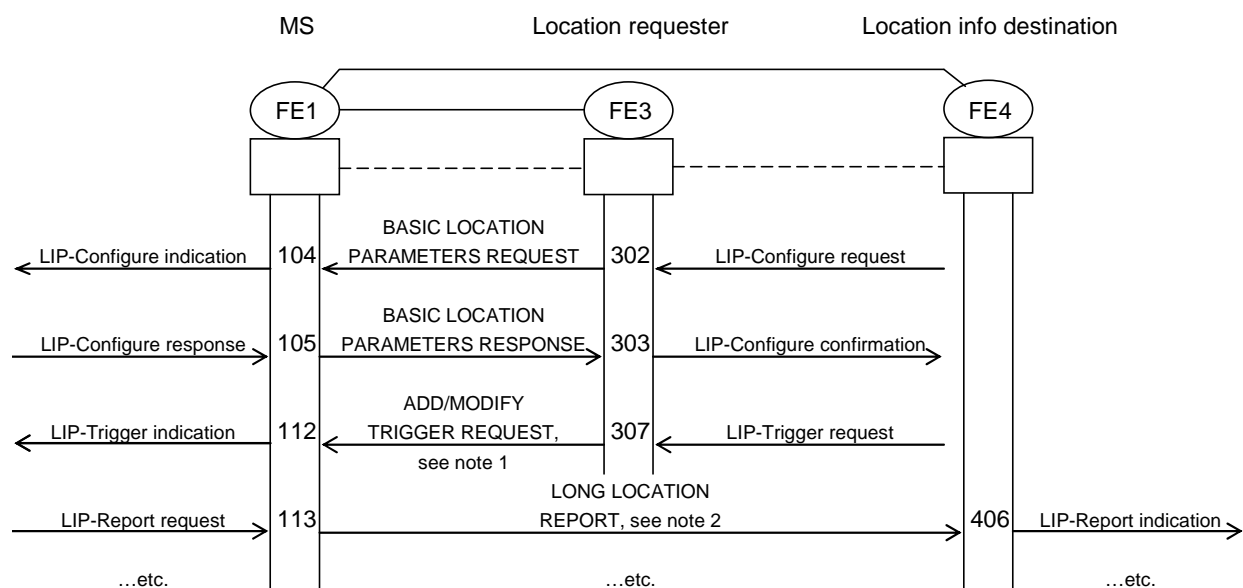 MS Location requester Location info destination
FE1 FE3 FE4
BASIC LOCATION
LIP-Configure indication 104 PARAMETERS REQUEST 302 LIP-Configure request
BASIC LOCATION
LIP-Configure response 105 PARAMETERS RESPONSE 303 LIP-Configure confirmation
ADD/MODIFY
LIP-Trigger indication 112 TRIGGER REQUEST, 307 LIP-Trigger request
see note 1
LONG LOCATION
LIP-Report request 113 REPORT, see note 2 406 LIP-Report indication
…etc. …etc. …etc.